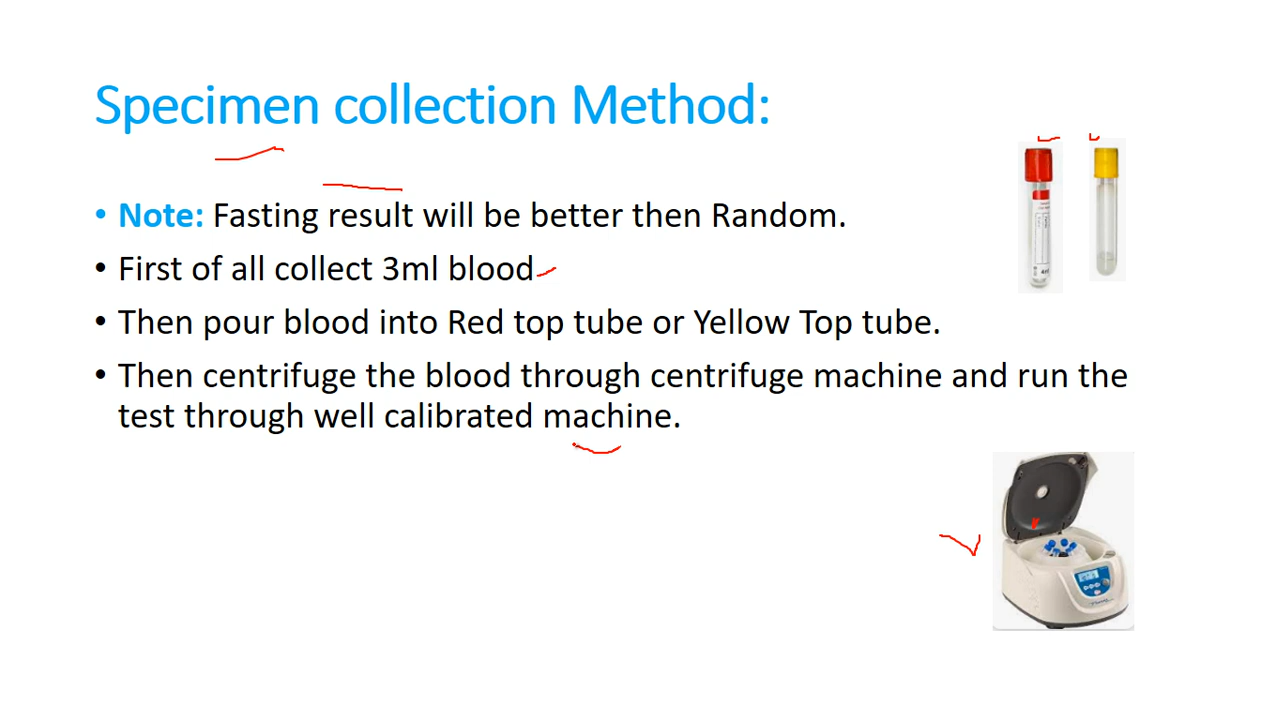 Specimen collection Method:
• Note: Fasting result will be better then Random.
• First of all collect 3ml blood
• Then pour blood into Red top tube or Yellow Top tube.
• Then centrifuge the blood through centrifuge machine and run the
test through well calibrated machine.